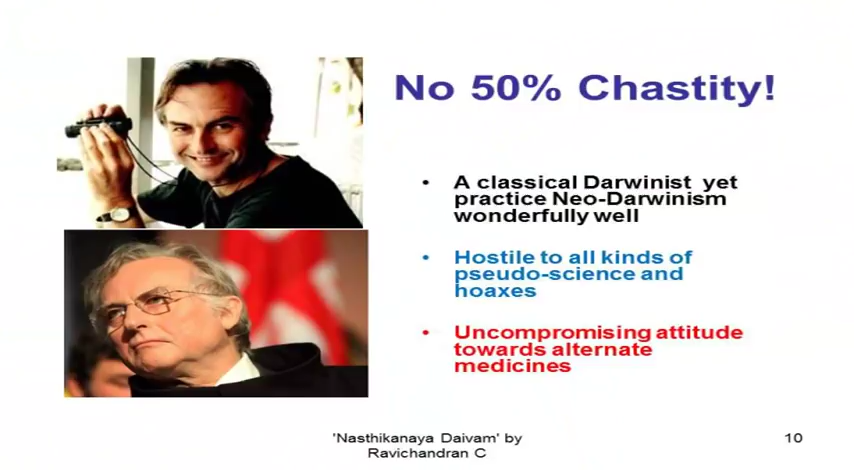 No 50% Chastity!
• A classical Darwinist yet
practice Neo-Darwinism
wonderfully well
• Hostile to all kinds of
pseudo-science and
hoaxes
• Uncompromising attitude
towards alternate
medicines
'Nasthikanaya Daivam' by
Ravichandran C
10